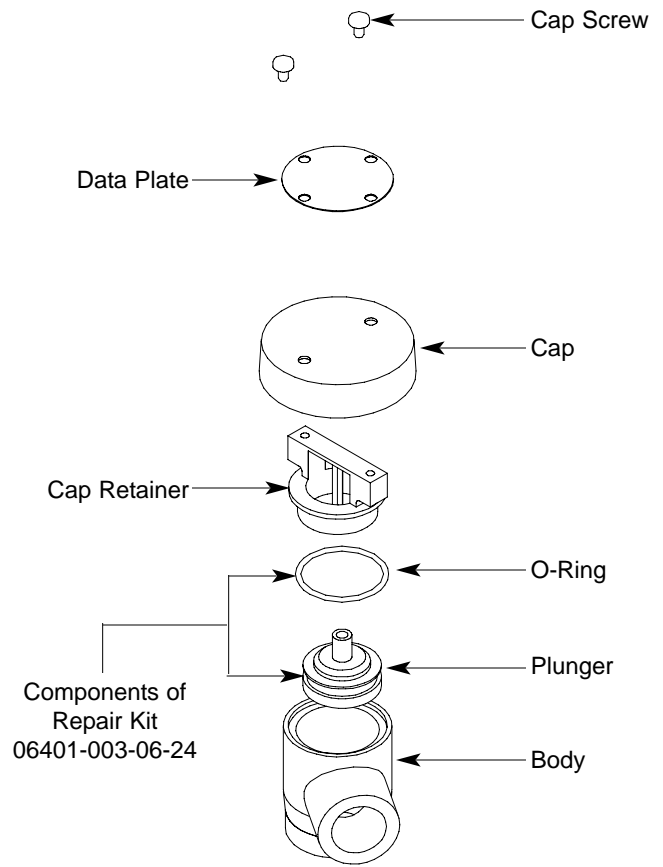 Cap Screw
Data Plate
Cap
Cap Retainer
O-Ring
Plunger
Components of
Repair Kit
06401-003-06-24
Body